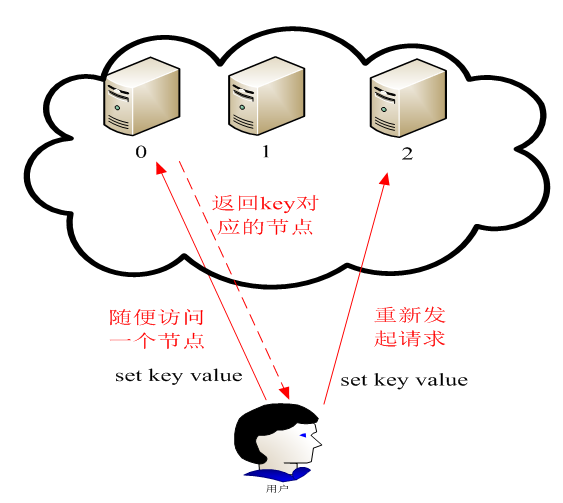 0
1
2
返回key对
应的节点
随便访问
一个节点
重新发
起请求
set key value
set key value
用户